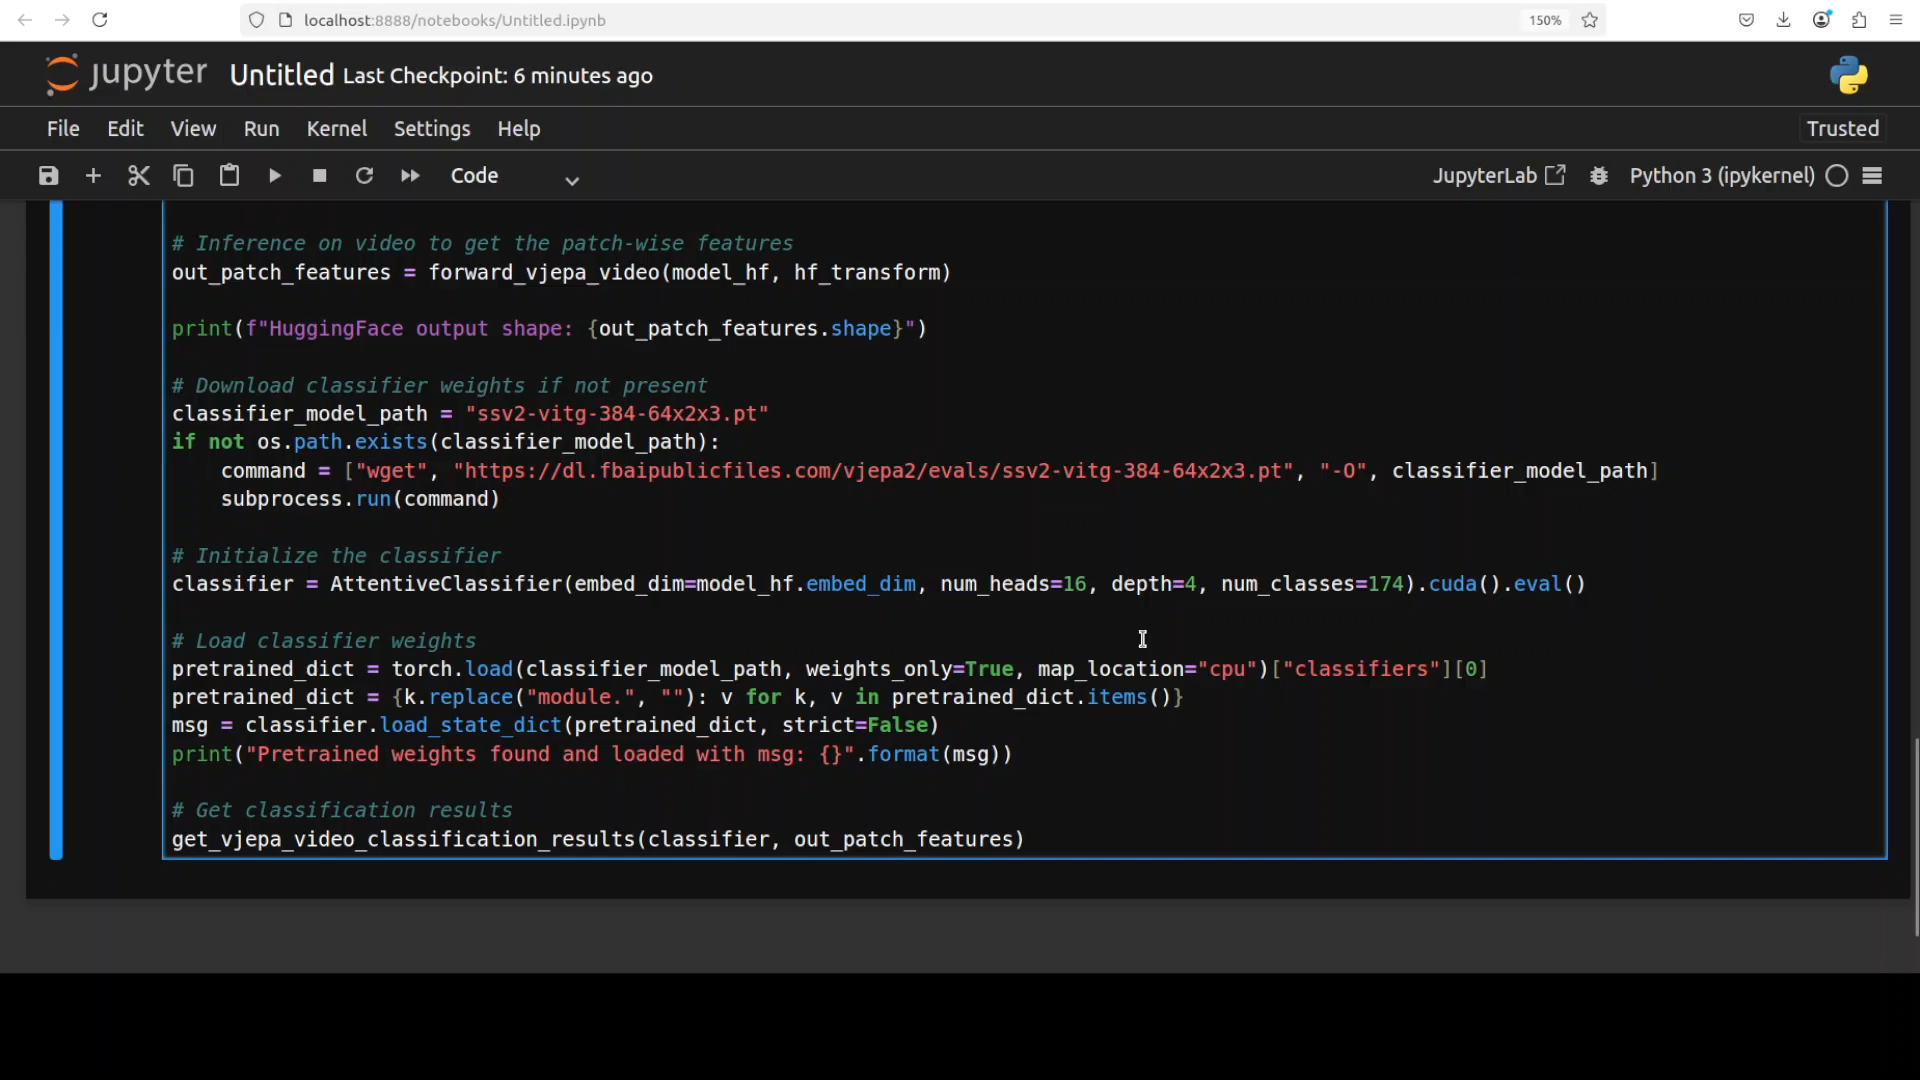 localhost:8888/notebooks/Untitled.ipynb
150%
jupyter Untitled Last Checkpoint: 6 minutes ago
File Edit View Run Kernel Settings Help Trusted
Code JupyterLab Python 3 (ipykernel)
# Inference on video to get the patch-wise features
out_patch_features = forward_vjepa_video(model_hf, hf_transform)
print(f"HuggingFace output shape: {out_patch_features.shape}")
# Download classifier weights if not present
classifier_model_path = "ssv2-vitg-384-64x2x3.pt"
if not os.path.exists(classifier_model_path):
    command = ["wget", "https://dl.fbaipublicfiles.com/vjepa2/evals/ssv2-vitg-384-64x2x3.pt", "-O", classifier_model_path]
    subprocess.run(command)
# Initialize the classifier
classifier = AttentiveClassifier(embed_dim=model_hf.embed_dim, num_heads=16, depth=4, num_classes=174).cuda().eval()
# Load classifier weights
pretrained_dict = torch.load(classifier_model_path, weights_only=True, map_location="cpu")["classifiers"][0]
pretrained_dict = {k.replace("module.", ""): v for k, v in pretrained_dict.items()}
msg = classifier.load_state_dict(pretrained_dict, strict=False)
print("Pretrained weights found and loaded with msg: {}".format(msg))
# Get classification results
get_vjepa_video_classification_results(classifier, out_patch_features)